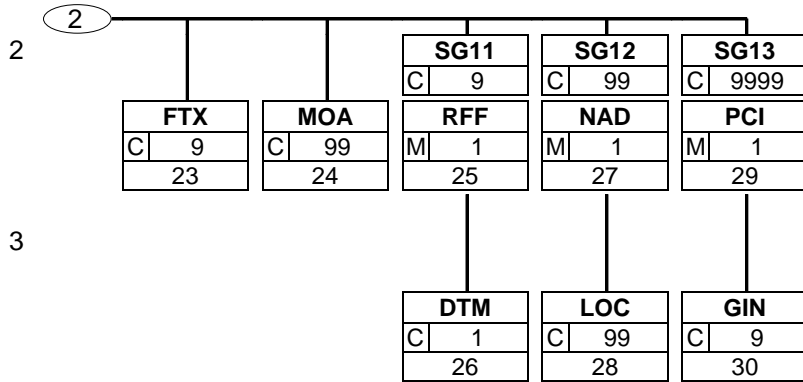 2
2
SG11 SG12 SG13
C 9 C 99 C 9999
FTX MOA RFF NAD PCI
C 9 C 99 M 1 M 1 M 1
23 24 25 27 29
3
DTM LOC GIN
C 1 C 99 C 9
26 28 30